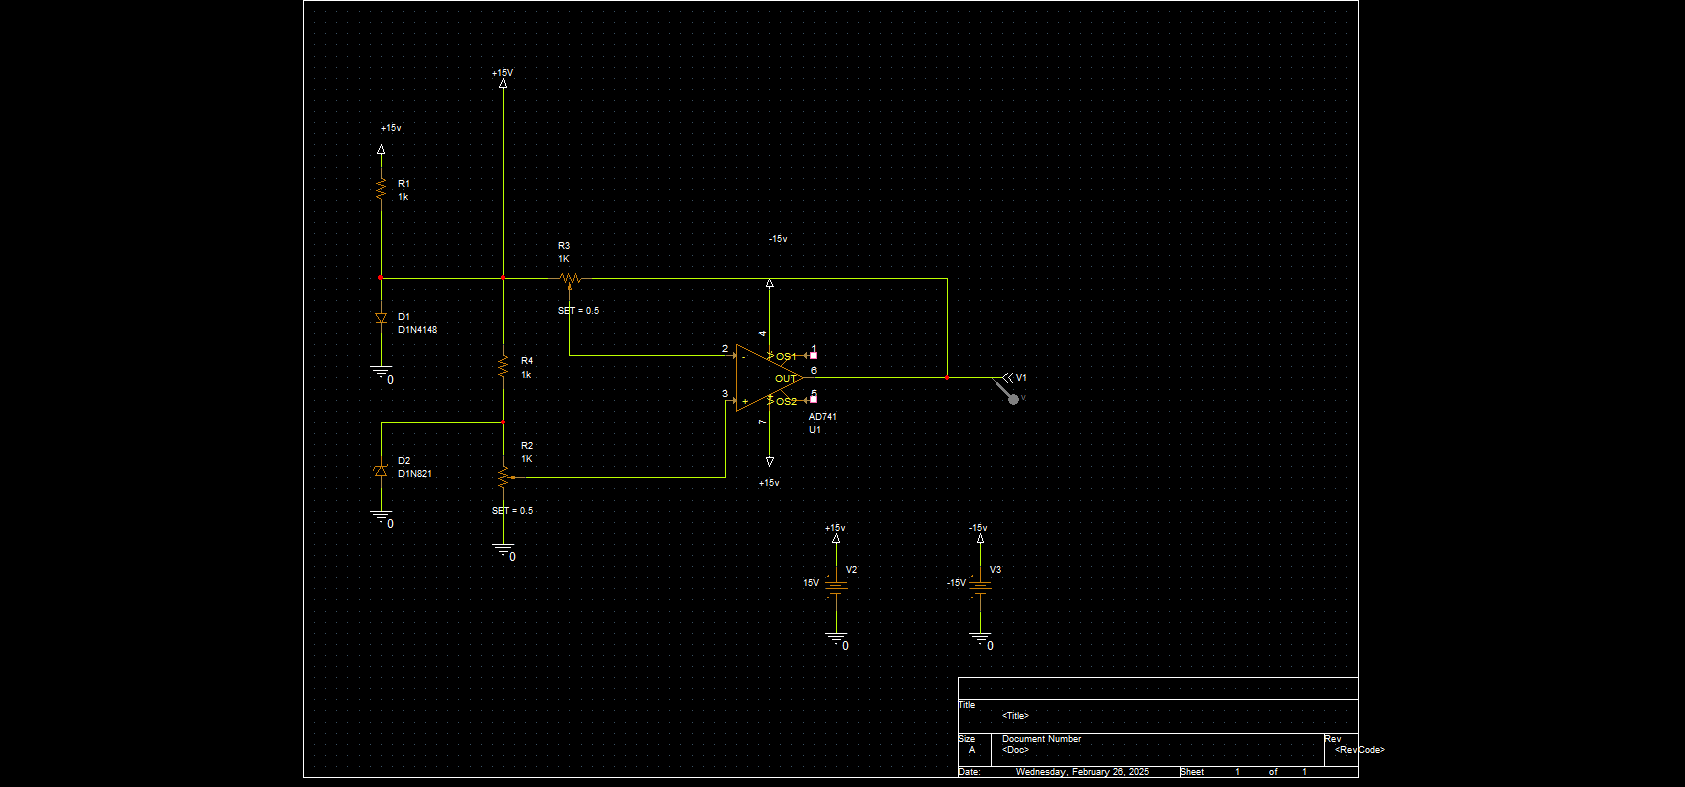 +15V
+15v
R1
1k
-15v
R3
1K
SET = 0.5
D1
D1N4148
0
R4
1k
2
-
4
V-
OS1
1
OUT
6
V1
V
3
+
V+
OS2
5
7
AD741
U1
+15v
R2
1K
D2
D1N821
0
SET = 0.5
0
+15v
15V
V2
0
-15v
-15V
V3
0
Title
<Title>
Size
A
Document Number
<Doc>
Rev
<RevCode>
Date:
Wednesday, February 26, 2025
Sheet
1
of
1